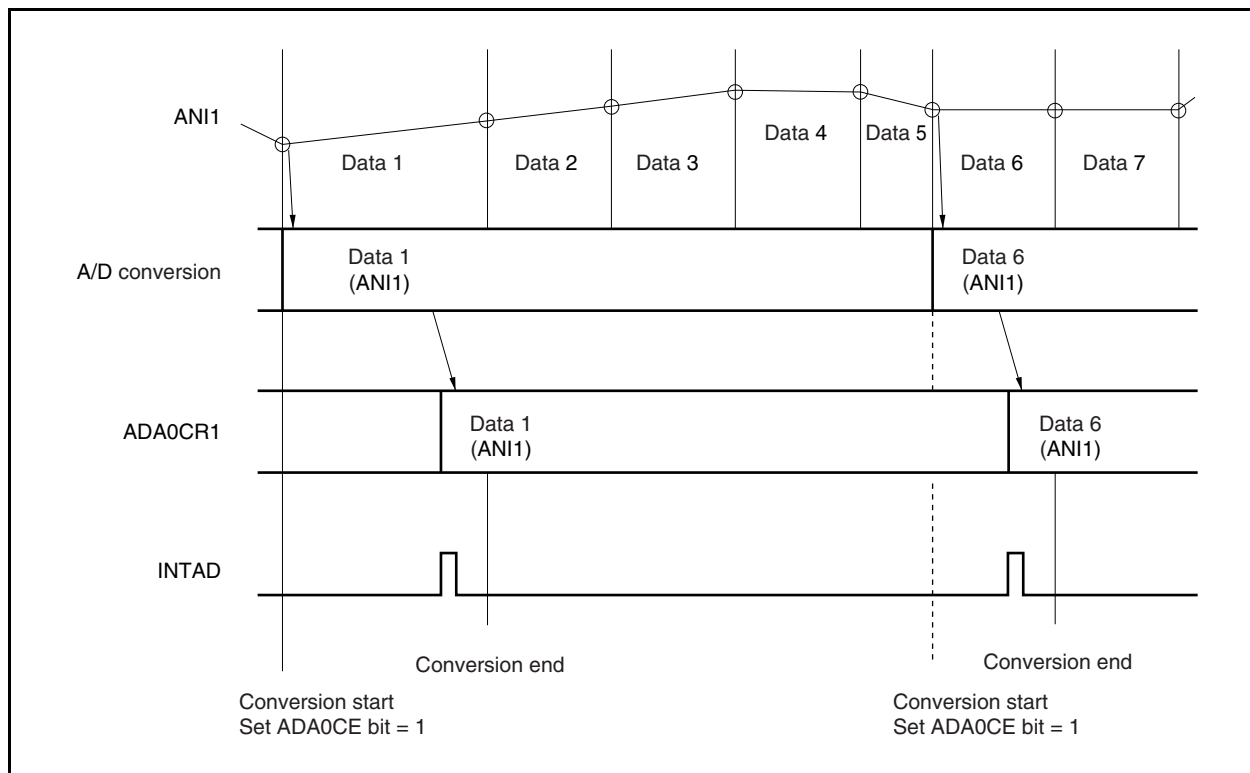 ANI1
Data 1
Data 2
Data 3
Data 4
Data 5
Data 6
Data 7
A/D conversion
Data 1
(ANI1)
Data 6
(ANI1)
ADA0CR1
Data 1
(ANI1)
Data 6
(ANI1)
INTAD
Conversion end
Conversion end
Conversion start
Set ADA0CE bit = 1
Conversion start
Set ADA0CE bit = 1